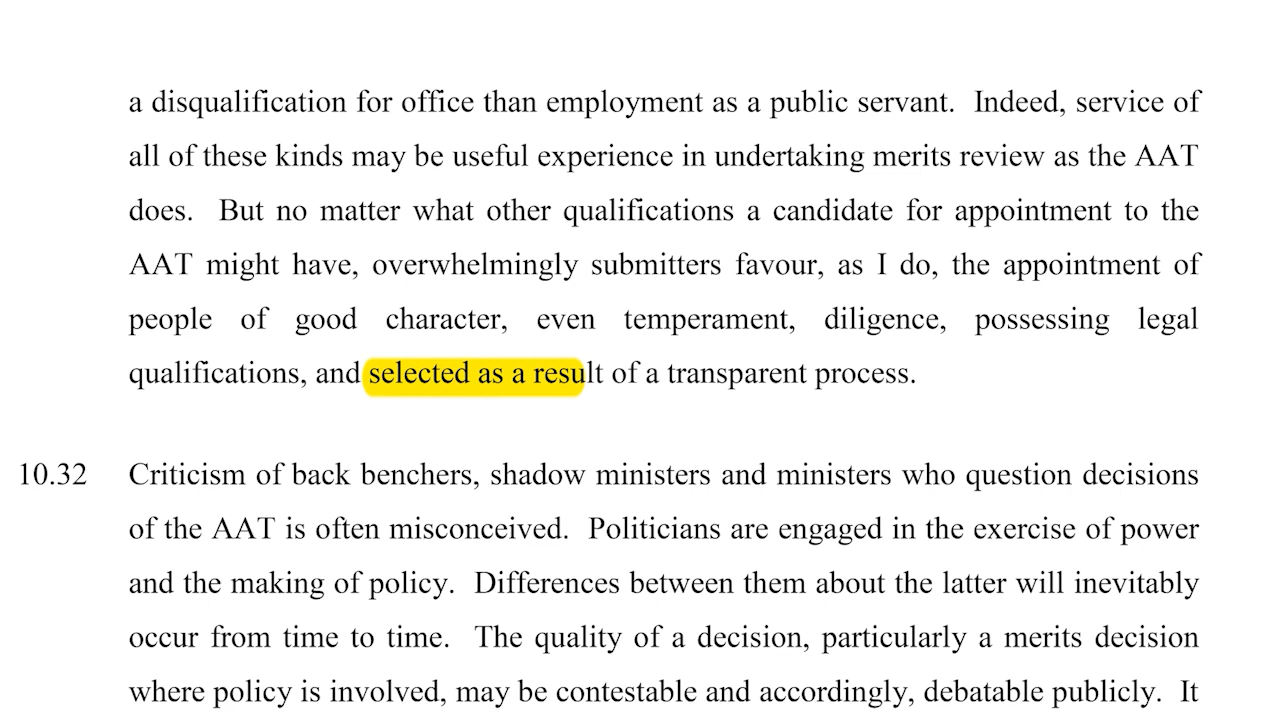 a disqualification for office than employment as a public servant. Indeed, service of
all of these kinds may be useful experience in undertaking merits review as the AAT
does. But no matter what other qualifications a candidate for appointment to the
AAT might have, overwhelmingly submitters favour, as I do, the appointment of
people of good character, even temperament, diligence, possessing legal
qualifications, and selected as a result of a transparent process.
10.32 Criticism of back benchers, shadow ministers and ministers who question decisions
of the AAT is often misconceived. Politicians are engaged in the exercise of power
and the making of policy. Differences between them about the latter will inevitably
occur from time to time. The quality of a decision, particularly a merits decision
where policy is involved, may be contestable and accordingly, debatable publicly. It